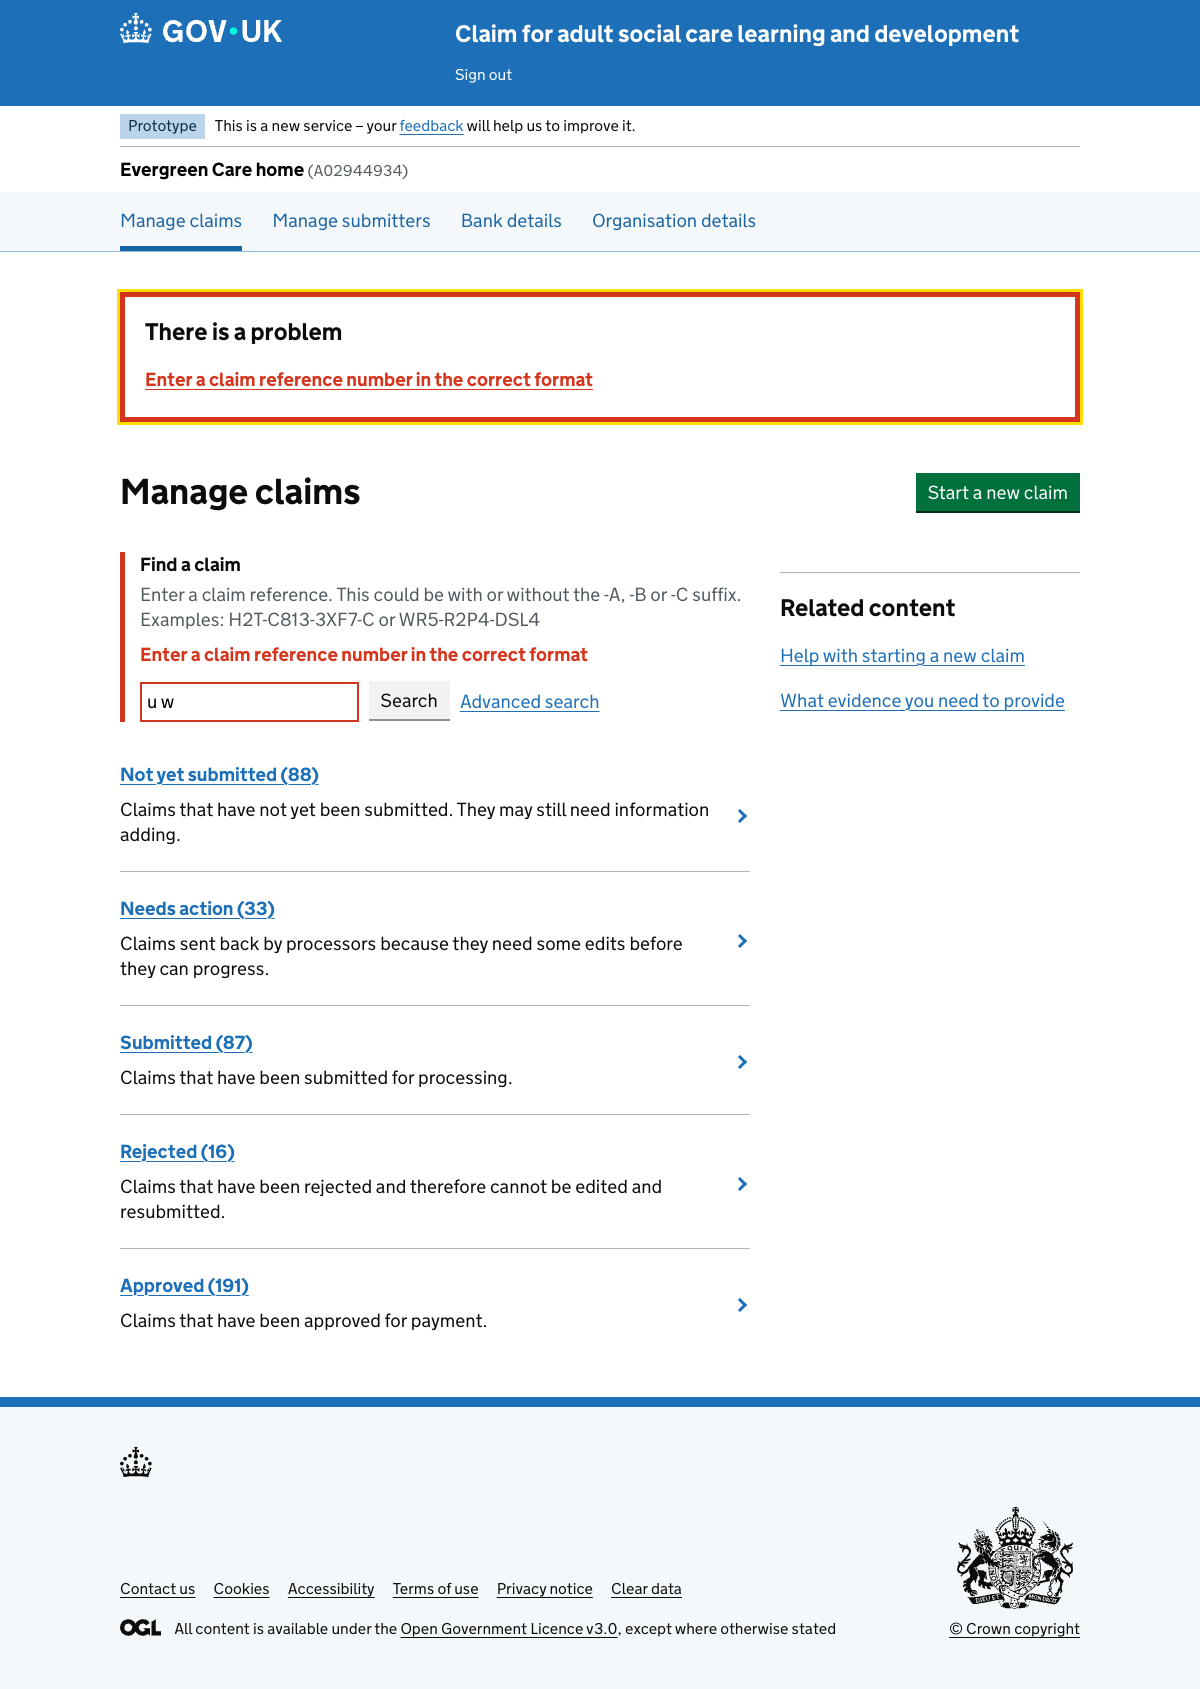 GOV·UK
Claim for adult social care learning and development
Sign out
Prototype This is a new service – your feedback will help us to improve it.
Evergreen Care home (A02944934)
Manage claims Manage submitters Bank details Organisation details
There is a problem
Enter a claim reference number in the correct format
Manage claims
Start a new claim
Find a claim
Enter a claim reference. This could be with or without the -A, -B or -C suffix.
Examples: H2T-C813-3XF7-C or WR5-R2P4-DSL4
Enter a claim reference number in the correct format
u w
Search
Advanced search
Related content
Help with starting a new claim
What evidence you need to provide
Not yet submitted (88)
Claims that have not yet been submitted. They may still need information
adding.
Needs action (33)
Claims sent back by processors because they need some edits before
they can progress.
Submitted (87)
Claims that have been submitted for processing.
Rejected (16)
Claims that have been rejected and therefore cannot be edited and
resubmitted.
Approved (191)
Claims that have been approved for payment.
Contact us Cookies Accessibility Terms of use Privacy notice Clear data
OGL All content is available under the Open Government Licence v3.0, except where otherwise stated
© Crown copyright